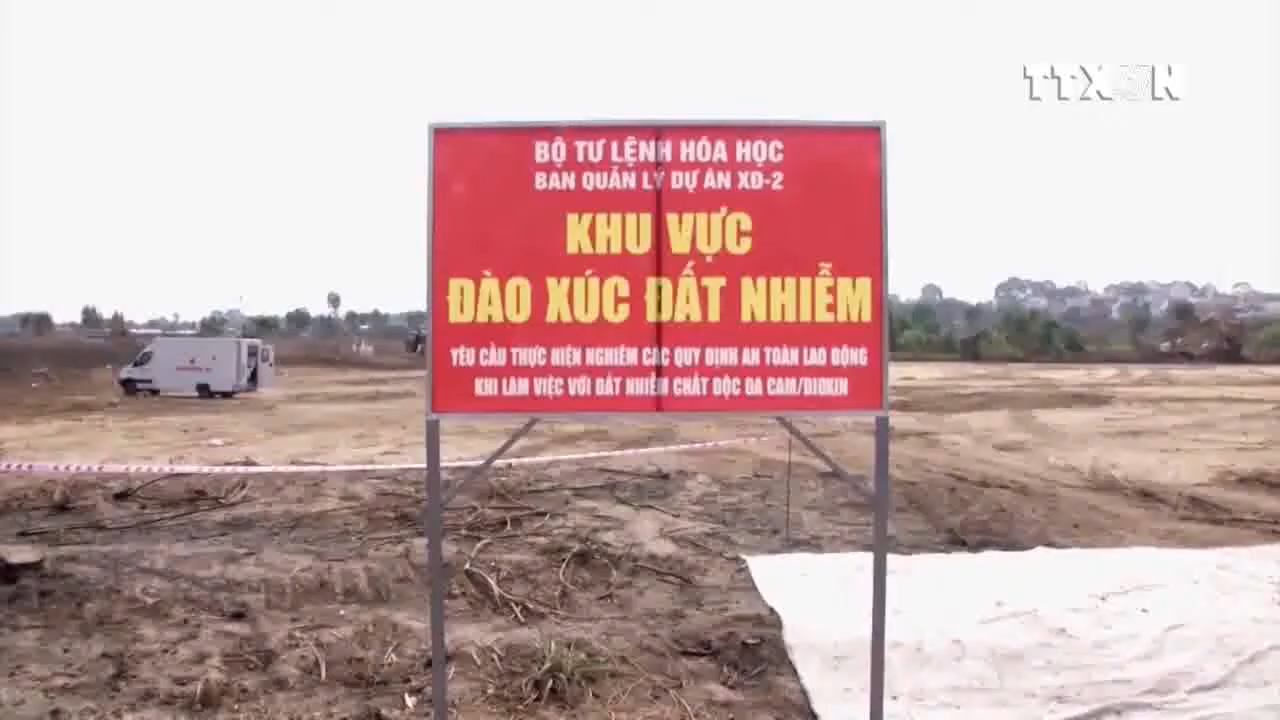 TTXVN
BỘ TƯ LỆNH HÓA HỌC
BAN QUẢN LÝ DỰ ÁN XĐ-2
KHU VỰC
ĐÀO XÚC ĐẤT NHIỄM
YÊU CẦU THỰC HIỆN NGHIÊM CÁC QUY ĐỊNH AN TOÀN LAO ĐỘNG
KHI LÀM VIỆC VỚI ĐẤT NHIỄM CHẤT ĐỘC DA CAM/DIOXIN